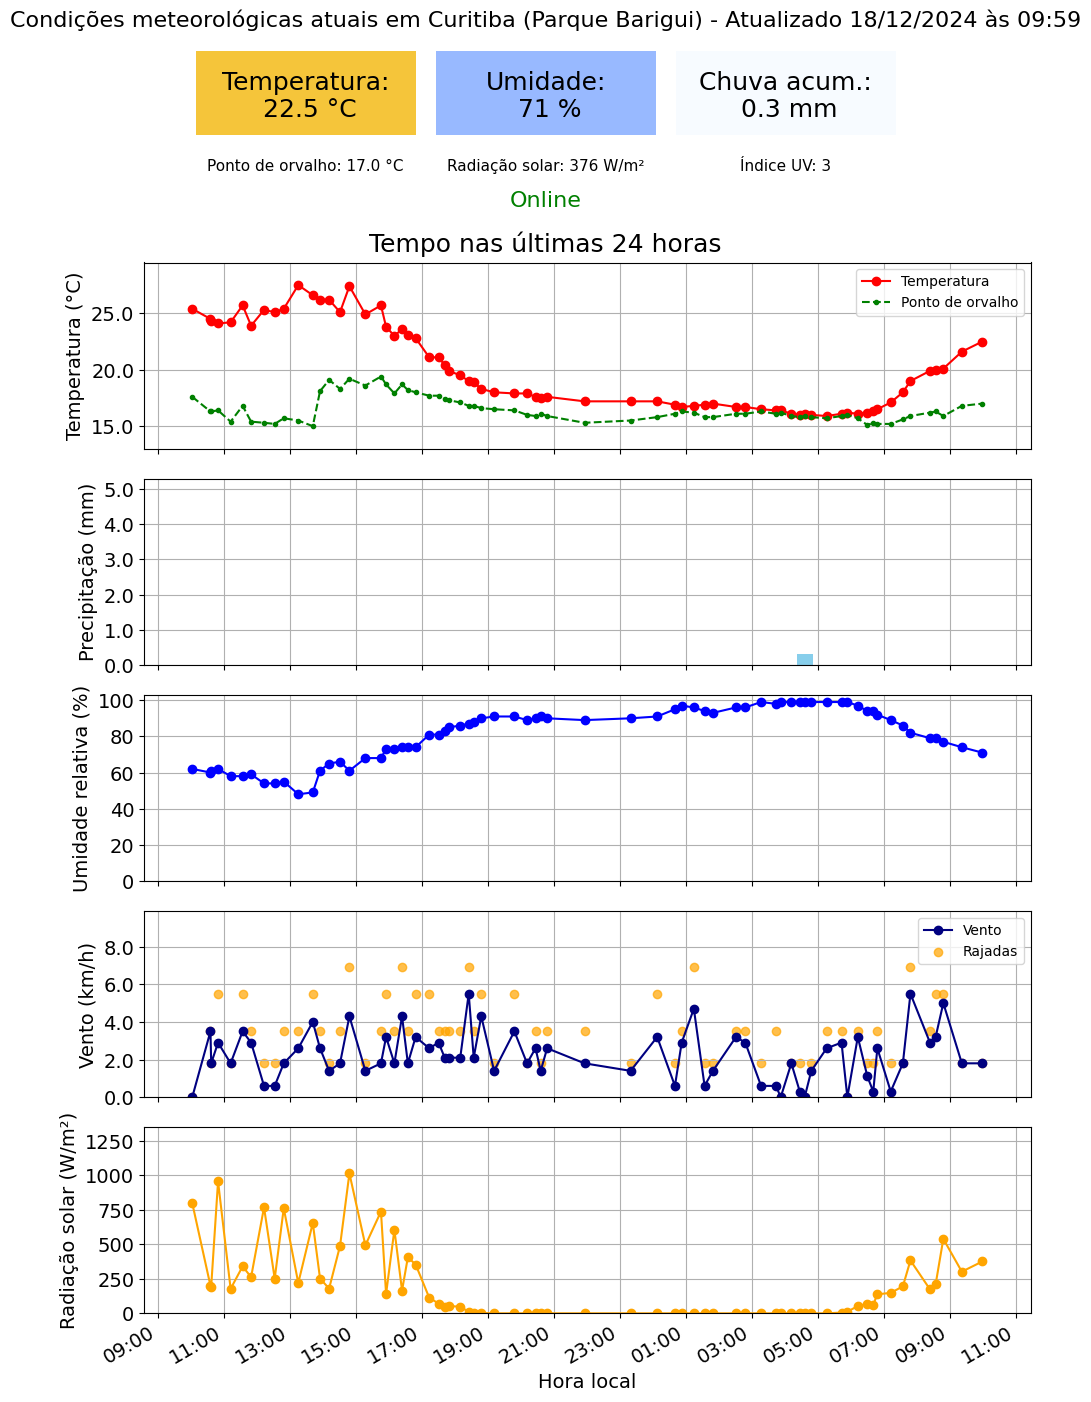 Condições meteorológicas atuais em Curitiba (Parque Barigui) - Atualizado 18/12/2024 às 09:59
Temperatura:
22.5 °C
Umidade:
71 %
Chuva acum.:
0.3 mm
Ponto de orvalho: 17.0 °C
Radiação solar: 376 W/m²
Índice UV: 3
Online
Tempo nas últimas 24 horas
Temperatura (°C)
25.0
20.0
15.0
Temperatura
Ponto de orvalho
Precipitação (mm)
5.0
4.0
3.0
2.0
1.0
0.0
Umidade relativa (%)
100
80
60
40
20
0
Vento (km/h)
8.0
6.0
4.0
2.0
0.0
Vento
Rajadas
Radiação solar (W/m²)
1250
1000
750
500
250
0
09:00
11:00
13:00
15:00
17:00
19:00
21:00
23:00
01:00
03:00
05:00
07:00
09:00
11:00
Hora local